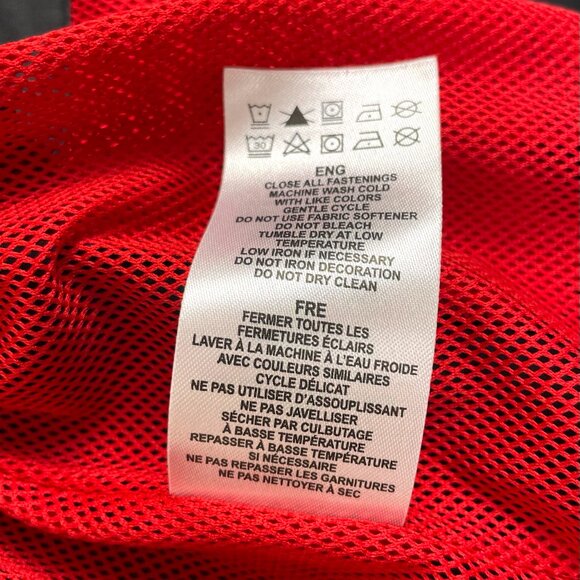 30
ENG
CLOSE ALL FASTENINGS
MACHINE WASH COLD
WITH LIKE COLORS
GENTLE CYCLE
DO NOT USE FABRIC SOFTENER
DO NOT BLEACH
TUMBLE DRY AT LOW
TEMPERATURE
LOW IRON IF NECESSARY
DO NOT IRON DECORATION
DO NOT DRY CLEAN
FRE
FERMER TOUTES LES
FERMETURES ÉCLAIRS
LAVER À LA MACHINE À L'EAU FROIDE
AVEC COULEURS SIMILAIRES
CYCLE DÉLICAT
NE PAS UTILISER D'ASSOUPLISSANT
NE PAS JAVELLISER
SÉCHER PAR CULBUTAGE
À BASSE TEMPÉRATURE
REPASSER À BASSE TEMPÉRATURE
SI NÉCESSAIRE
NE PAS REPASSER LES GARNITURES
NE PAS NETTOYER À SEC